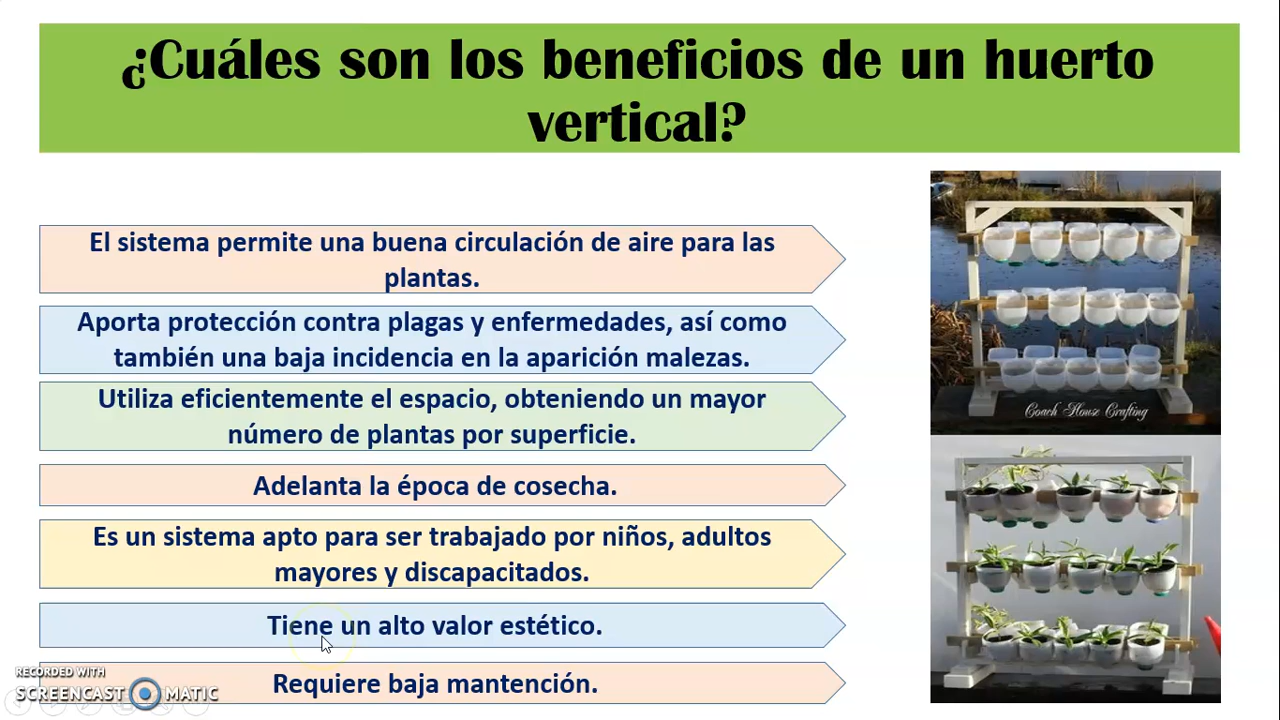 ¿Cuáles son los beneficios de un huerto
vertical?
El sistema permite una buena circulación de aire para las
plantas.
Aporta protección contra plagas y enfermedades, así como
también una baja incidencia en la aparición malezas.
Utiliza eficientemente el espacio, obteniendo un mayor
número de plantas por superficie.
Adelanta la época de cosecha.
Es un sistema apto para ser trabajado por niños, adultos
mayores y discapacitados.
Tiene un alto valor estético.
Requiere baja mantención.
Coach House Crafting
RECORDED WITH
SCREENCAST MATIC